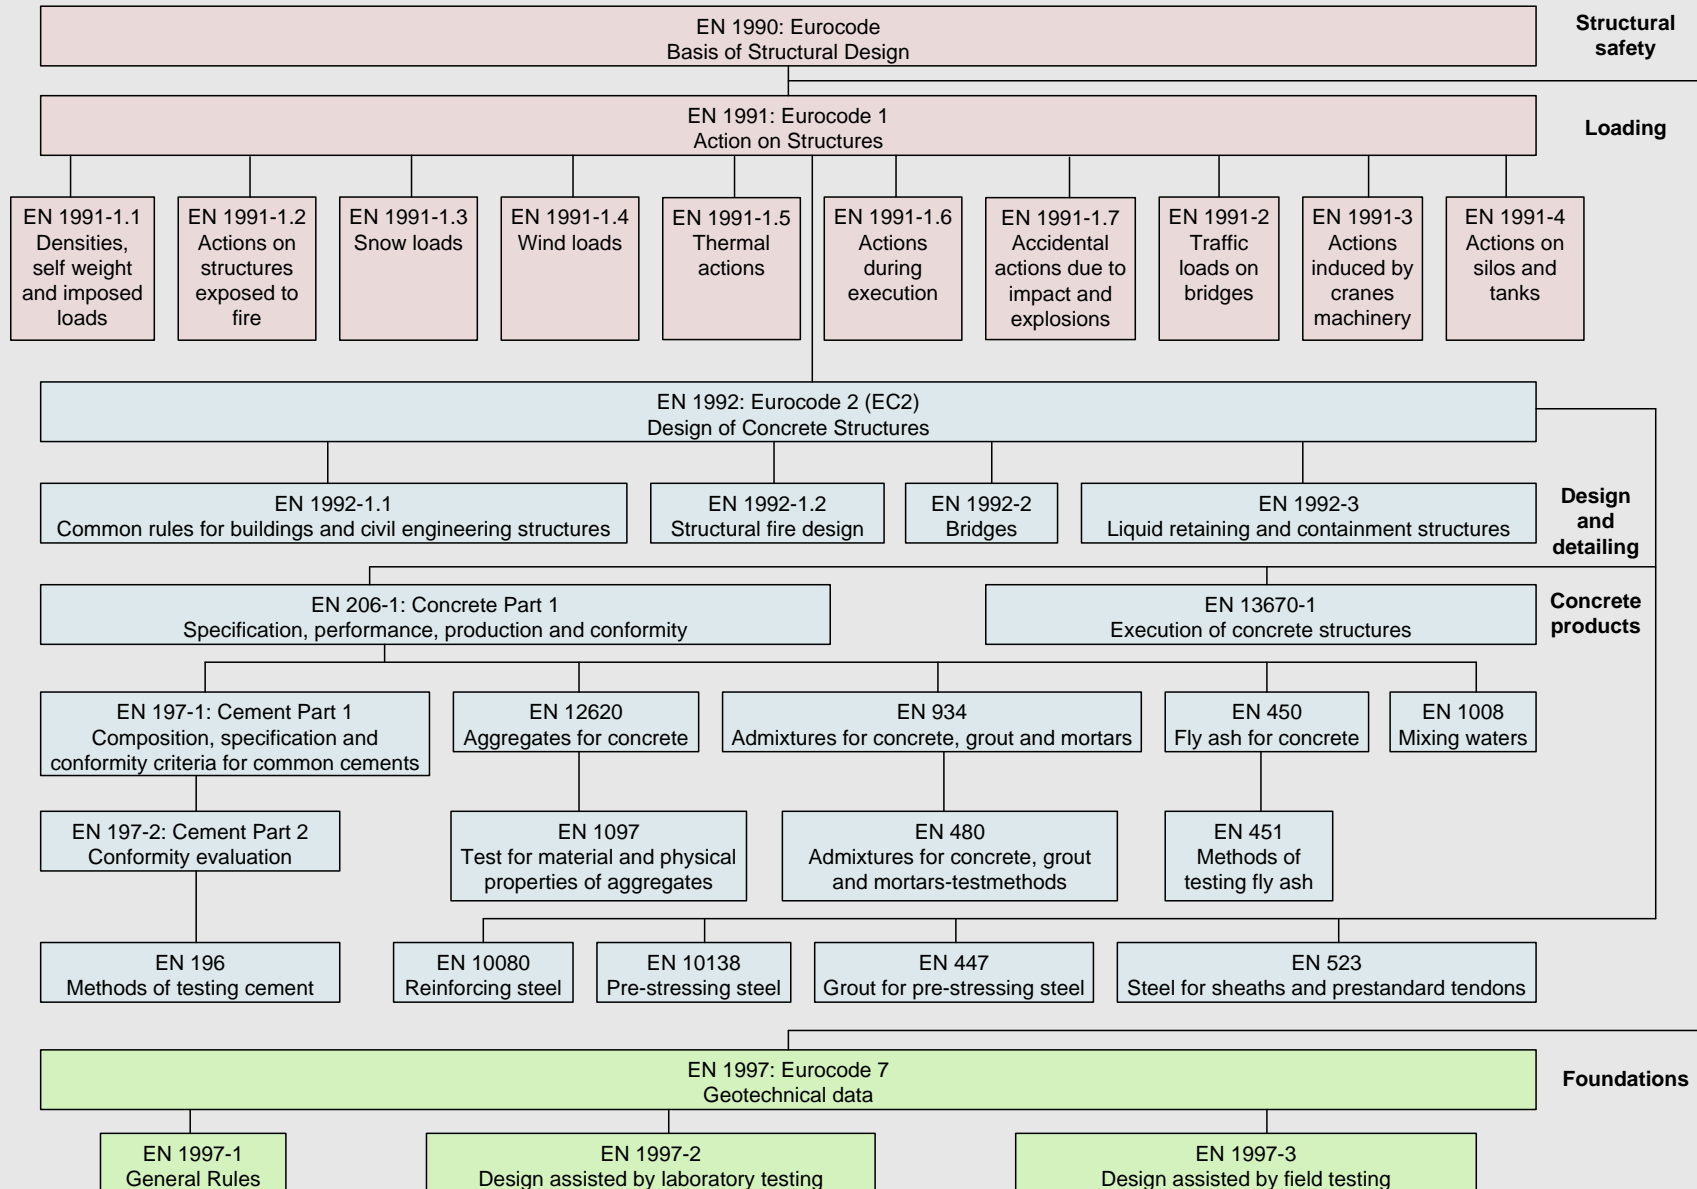 EN 1990: Eurocode
Basis of Structural Design
Structural
safety
EN 1991: Eurocode 1
Action on Structures
Loading
EN 1991-1.1
Densities,
self weight
and imposed
loads
EN 1991-1.2
Actions on
structures
exposed to
fire
EN 1991-1.3
Snow loads
EN 1991-1.4
Wind loads
EN 1991-1.5
Thermal
actions
EN 1991-1.6
Actions
during
execution
EN 1991-1.7
Accidental
actions due to
impact and
explosions
EN 1991-2
Traffic
loads on
bridges
EN 1991-3
Actions
induced by
cranes
machinery
EN 1991-4
Actions on
silos and
tanks
EN 1992: Eurocode 2 (EC2)
Design of Concrete Structures
EN 1992-1.1
Common rules for buildings and civil engineering structures
EN 1992-1.2
Structural fire design
EN 1992-2
Bridges
EN 1992-3
Liquid retaining and containment structures
Design
and
detailing
EN 206-1: Concrete Part 1
Specification, performance, production and conformity
EN 13670-1
Execution of concrete structures
Concrete
products
EN 197-1: Cement Part 1
Composition, specification and
conformity criteria for common cements
EN 12620
Aggregates for concrete
EN 934
Admixtures for concrete, grout and mortars
EN 450
Fly ash for concrete
EN 1008
Mixing waters
EN 197-2: Cement Part 2
Conformity evaluation
EN 1097
Test for material and physical
properties of aggregates
EN 480
Admixtures for concrete, grout
and mortars-testmethods
EN 451
Methods of
testing fly ash
EN 196
Methods of testing cement
EN 10080
Reinforcing steel
EN 10138
Pre-stressing steel
EN 447
Grout for pre-stressing steel
EN 523
Steel for sheaths and prestandard tendons
EN 1997: Eurocode 7
Geotechnical data
Foundations
EN 1997-1
General Rules
EN 1997-2
Design assisted by laboratory testing
EN 1997-3
Design assisted by field testing